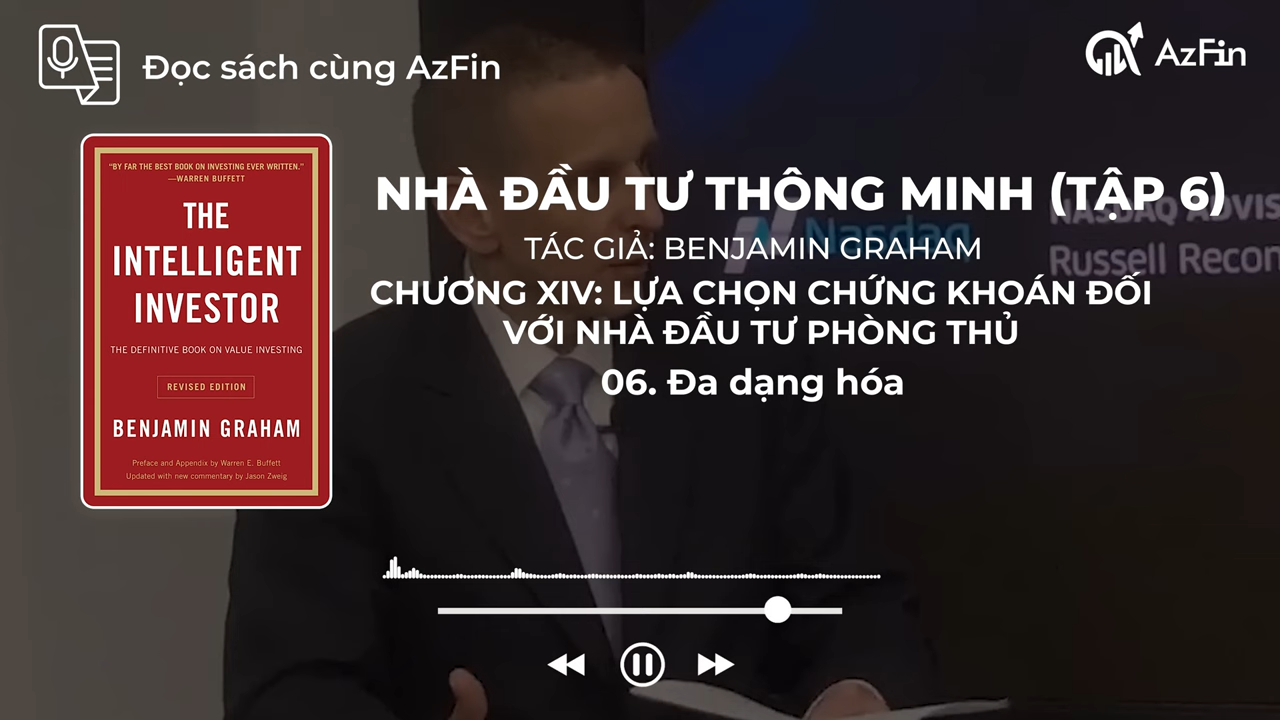 Đọc sách cùng AzFin
AzFin
"BY FAR THE BEST BOOK ON INVESTING EVER WRITTEN."
—WARREN BUFFETT
THE
INTELLIGENT
INVESTOR
THE DEFINITIVE BOOK ON VALUE INVESTING
REVISED EDITION
BENJAMIN GRAHAM
Preface and Appendix by Warren E. Buffett
Updated with new commentary by Jason Zweig
NHÀ ĐẦU TƯ THÔNG MINH (TẬP 6)
TÁC GIẢ: BENJAMIN GRAHAM
CHƯƠNG XIV: LỰA CHỌN CHỨNG KHOÁN ĐỐI
VỚI NHÀ ĐẦU TƯ PHÒNG THỦ
06. Đa dạng hóa
Nasdaq
NASDAQ ADVIS
Russell Recon